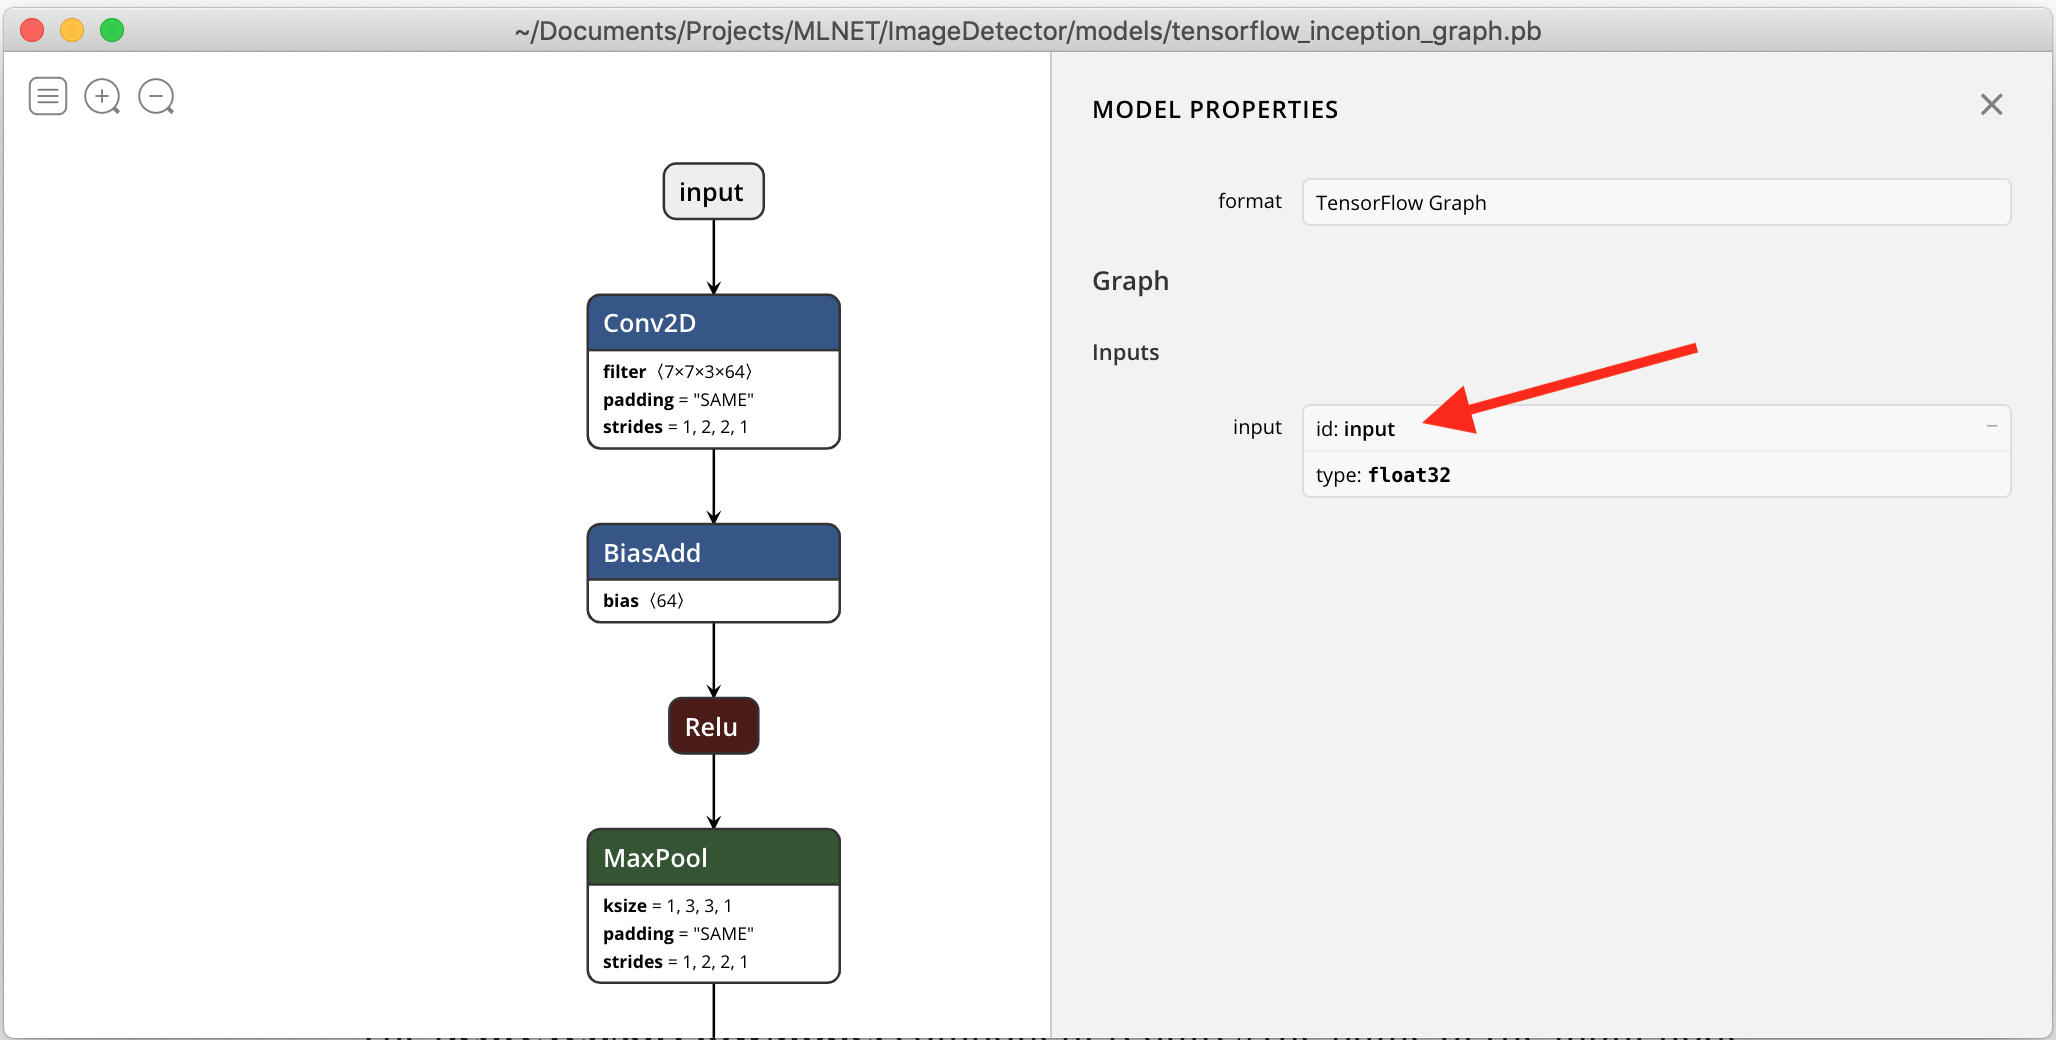 ~/Documents/Projects/MLNET/ImageDetector/models/tensorflow_inception_graph.pb
input
Conv2D
filter 〈7×7×3×64〉
padding = "SAME"
strides = 1, 2, 2, 1
BiasAdd
bias 〈64〉
Relu
MaxPool
ksize = 1, 3, 3, 1
padding = "SAME"
strides = 1, 2, 2, 1
MODEL PROPERTIES
format
TensorFlow Graph
Graph
Inputs
input
id: input
type: float32